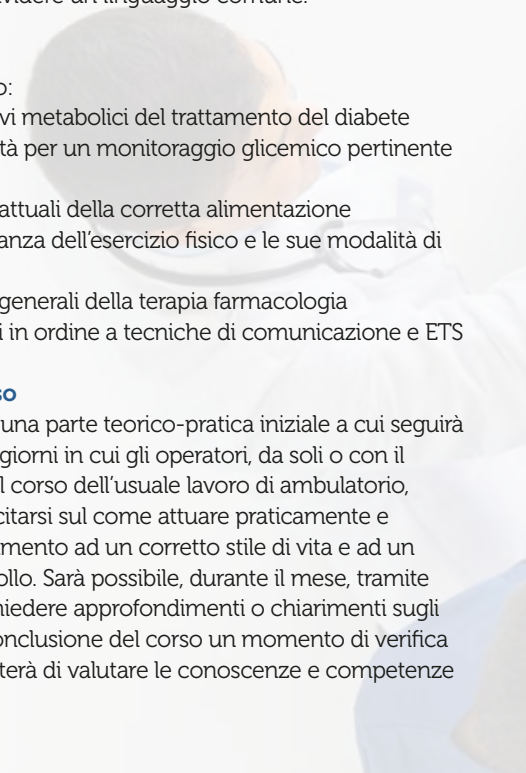 videre un linguaggio comune.
o:
vi metabolici del trattamento del diabete
tà per un monitoraggio glicemico pertinente
attuali della corretta alimentazione
anza dell'esercizio fisico e le sue modalità di
generali della terapia farmacologia
i in ordine a tecniche di comunicazione e ETS
so
una parte teorico-pratica iniziale a cui seguirà
giorni in cui gli operatori, da soli o con il
l corso dell'usuale lavoro di ambulatorio,
citarsi sul come attuare praticamente e
amento ad un corretto stile di vita e ad un
ollo. Sarà possibile, durante il mese, tramite
hiedere approfondimenti o chiarimenti sugli
onclusione del corso un momento di verifica
tterà di valutare le conoscenze e competenze